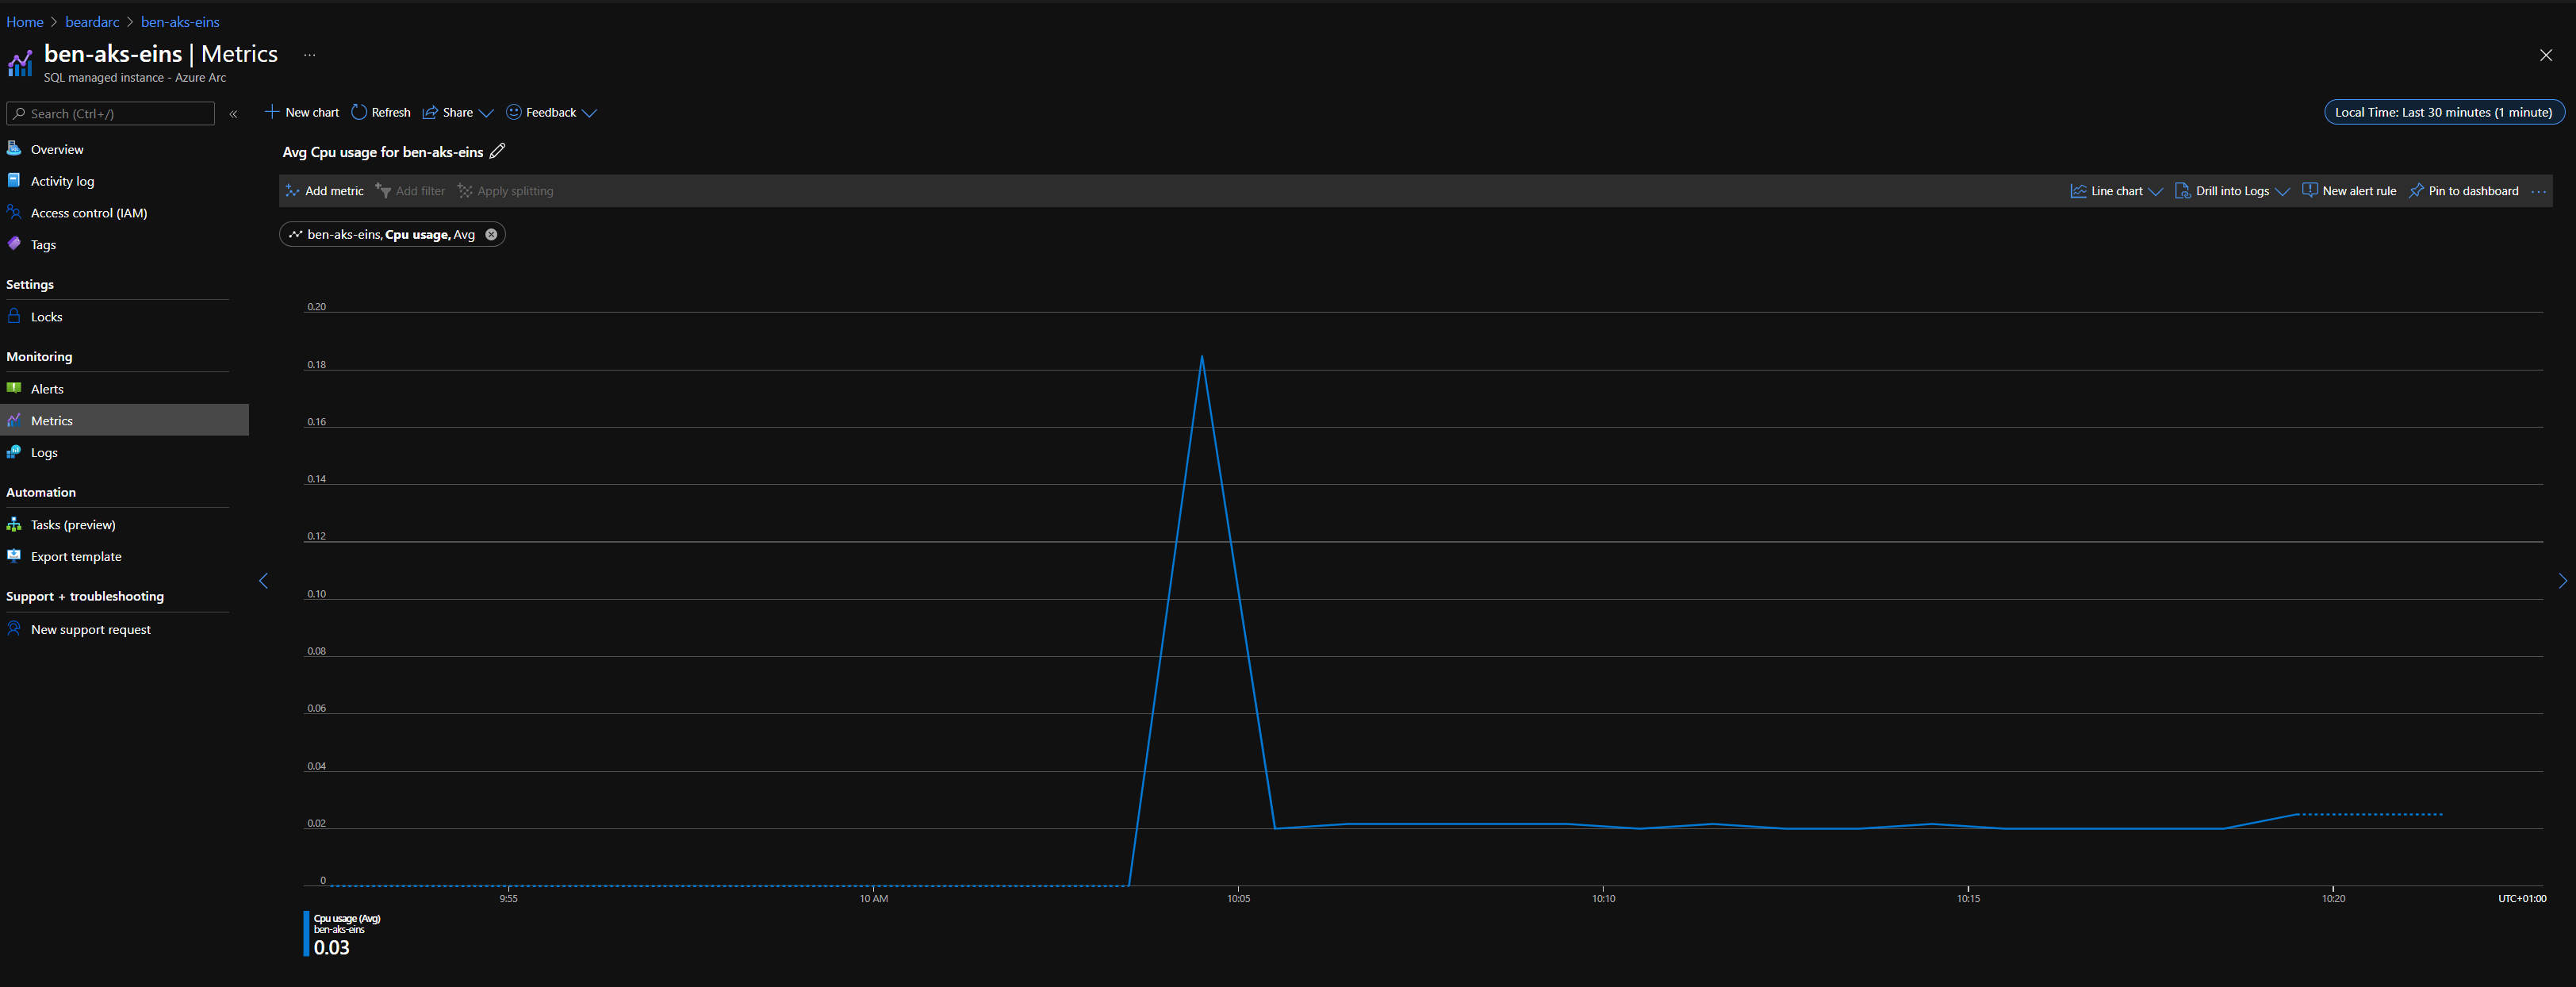 Home > beardarc > ben-aks-eins
ben-aks-eins | Metrics ...
SQL managed instance - Azure Arc
Search (Ctrl+/) «
Overview
Activity log
Access control (IAM)
Tags
Settings
Locks
Monitoring
Alerts
Metrics
Logs
Automation
Tasks (preview)
Export template
Support + troubleshooting
New support request
New chart Refresh Share Feedback
Local Time: Last 30 minutes (1 minute)
Avg Cpu usage for ben-aks-eins
Add metric Add filter Apply splitting
Line chart Drill into Logs New alert rule Pin to dashboard ...
ben-aks-eins, Cpu usage, Avg
0.20
0.18
0.16
0.14
0.12
0.10
0.08
0.06
0.04
0.02
0
9:55 10 AM 10:05 10:10 10:15 10:20 UTC+01:00
Cpu usage (Avg)
ben-aks-eins
0.03